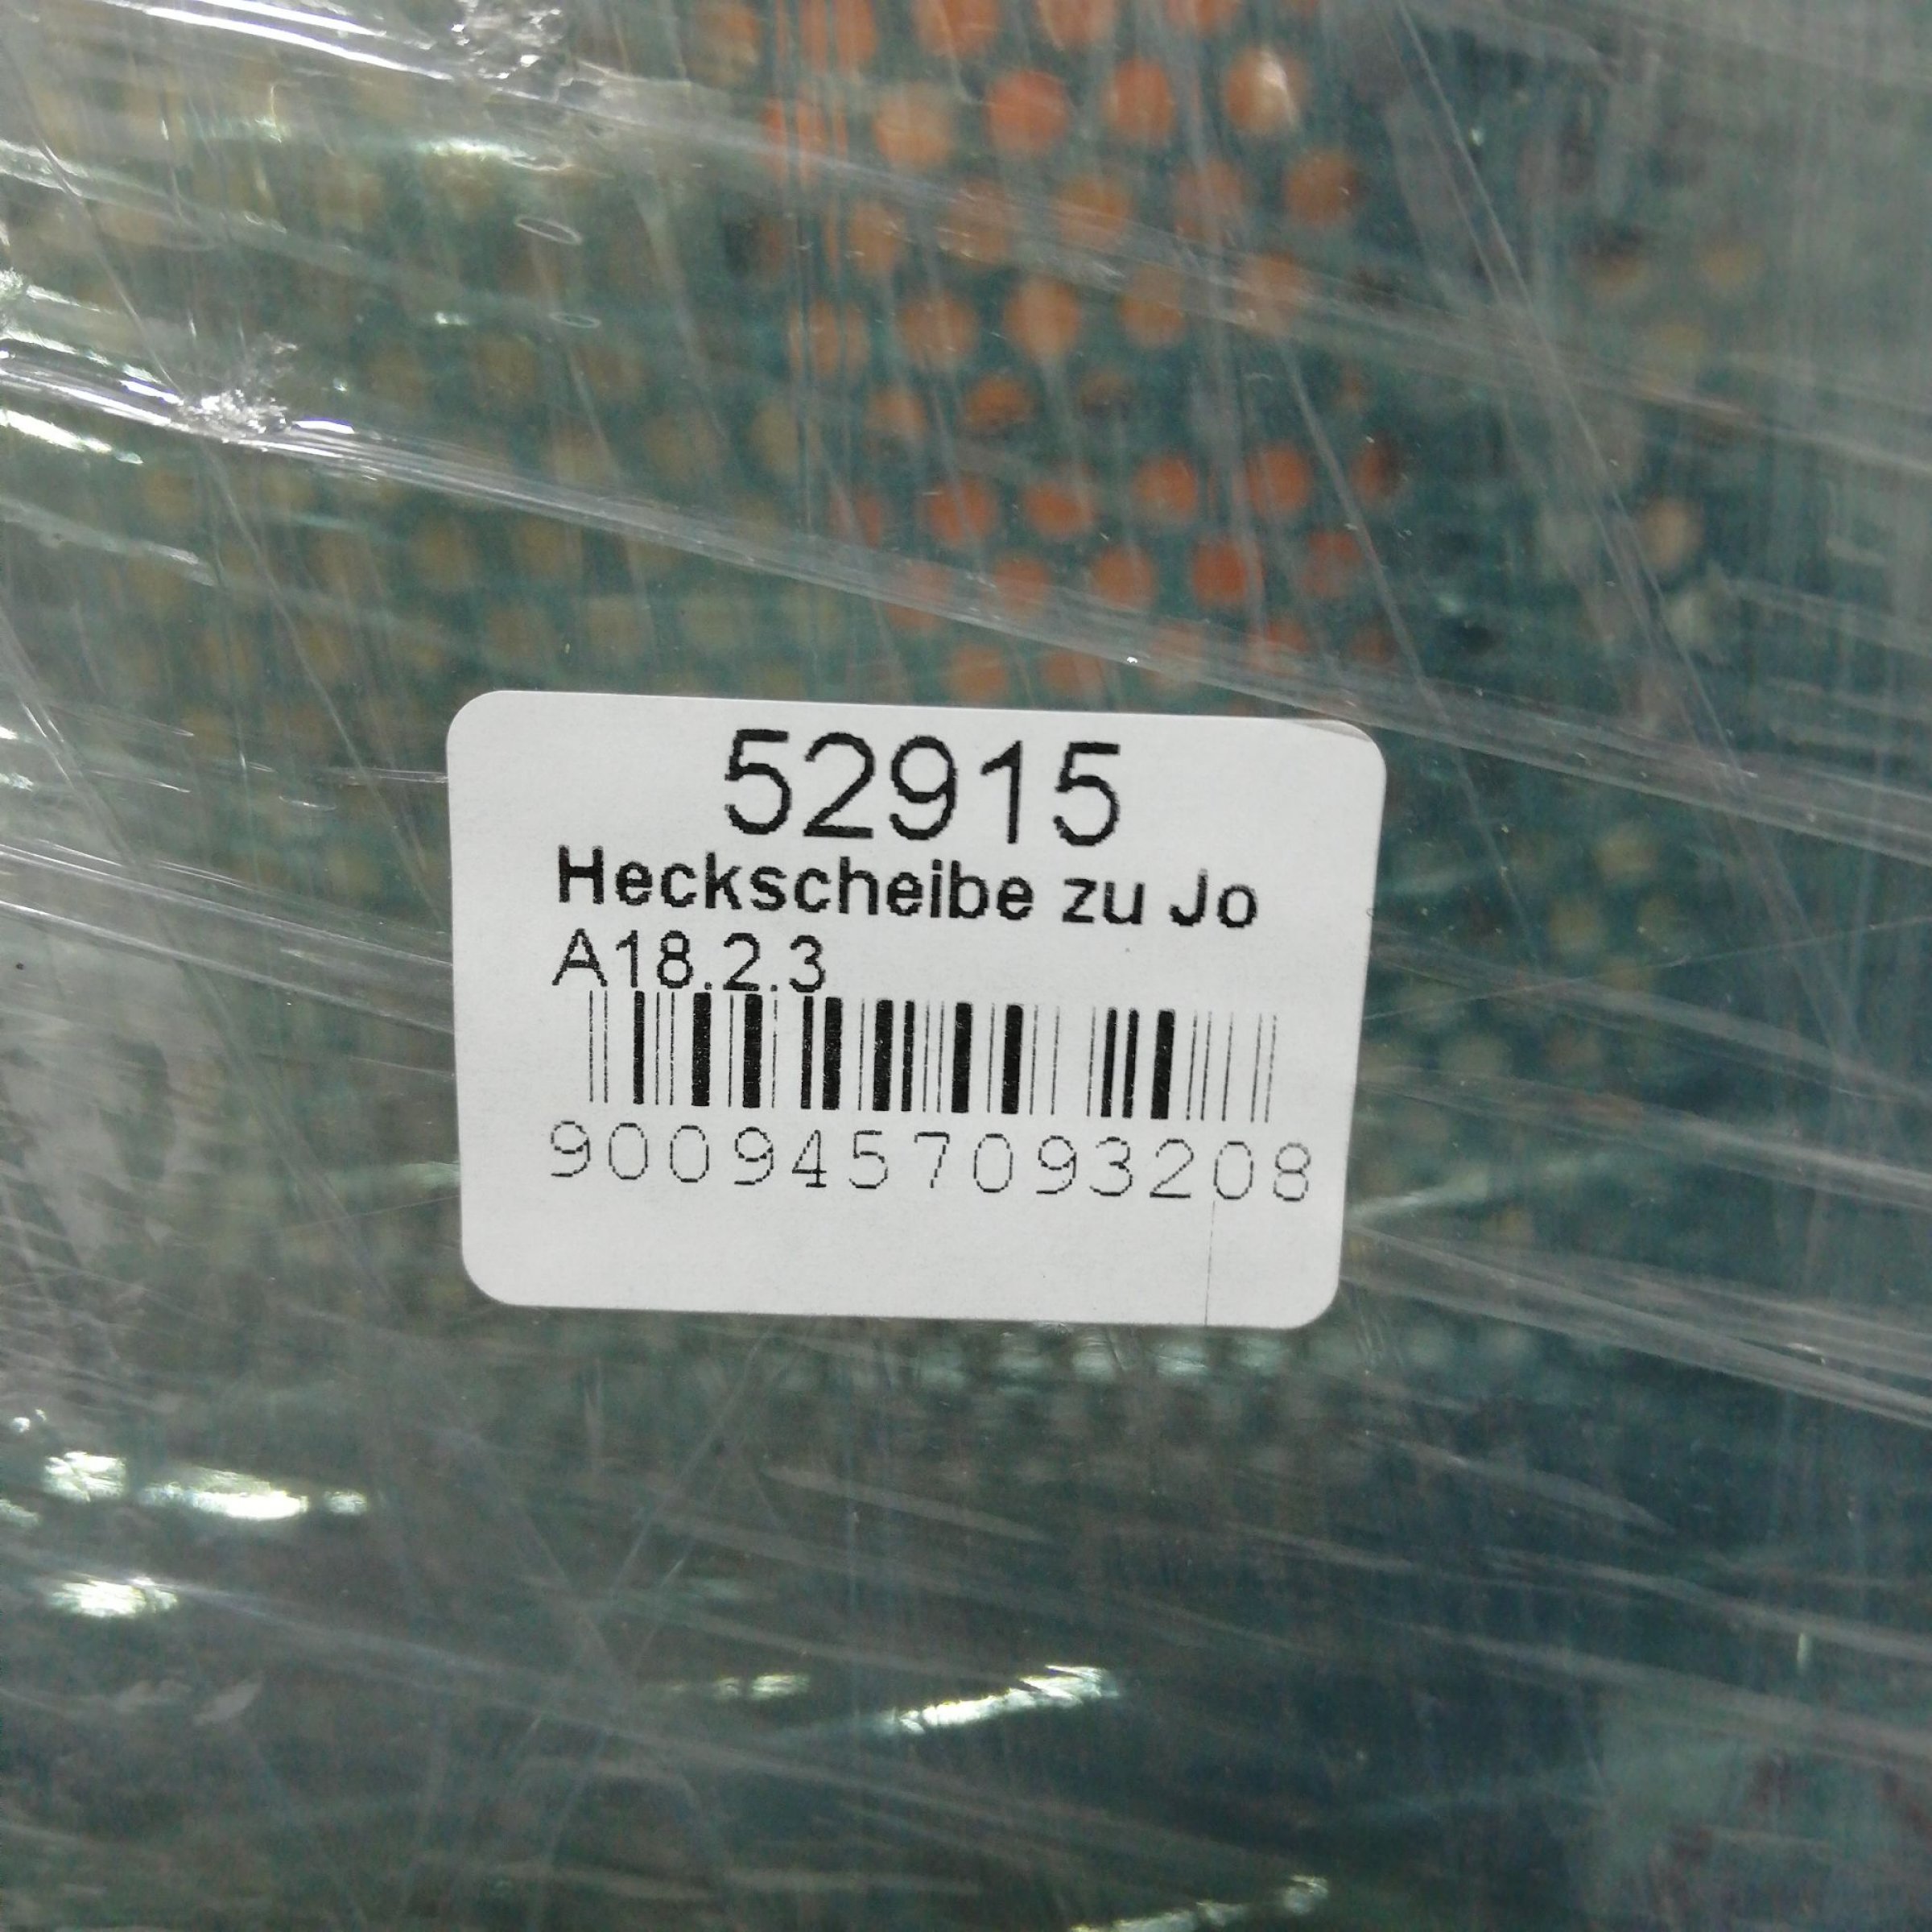 52915
Heckscheibe zu Jo
A18.2.3
9009457093208